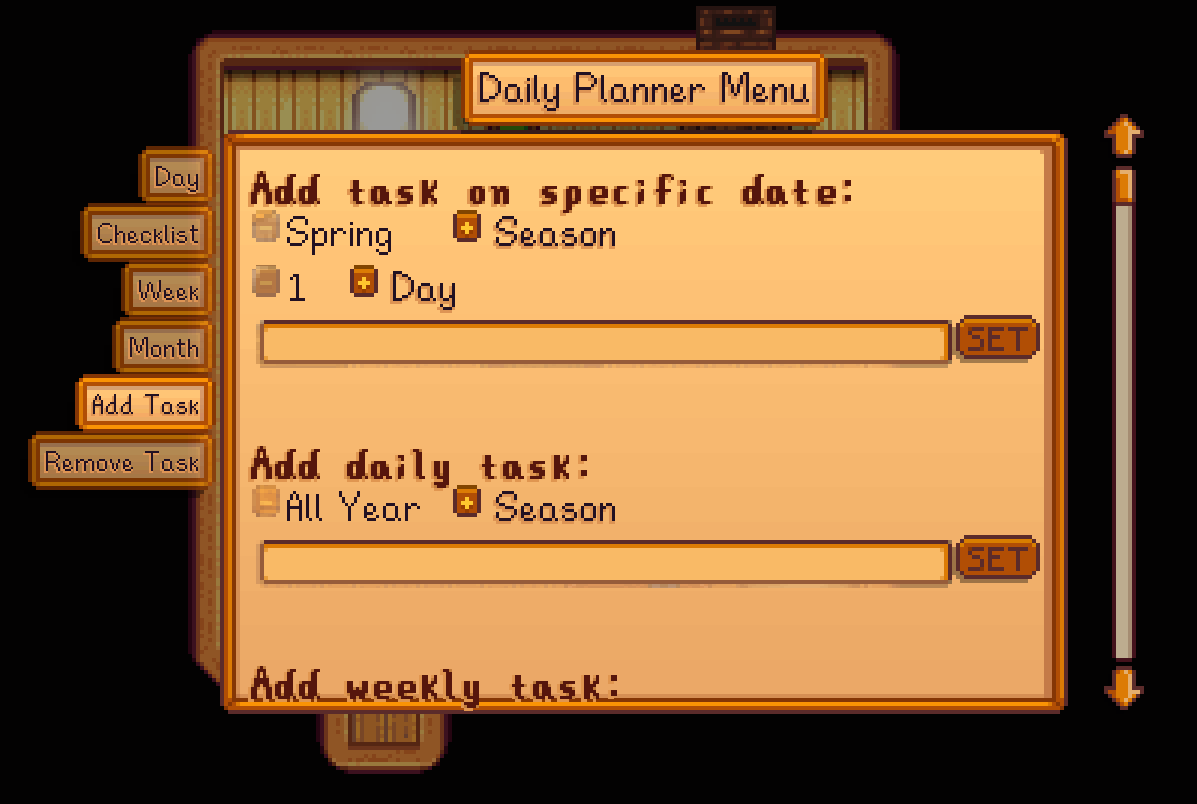 Daily Planner Menu
Day
Checklist
Week
Month
Add Task
Remove Task
Add task on specific date:
Spring Season
1 Day
SET
Add daily task:
All Year Season
SET
Add weekly task: